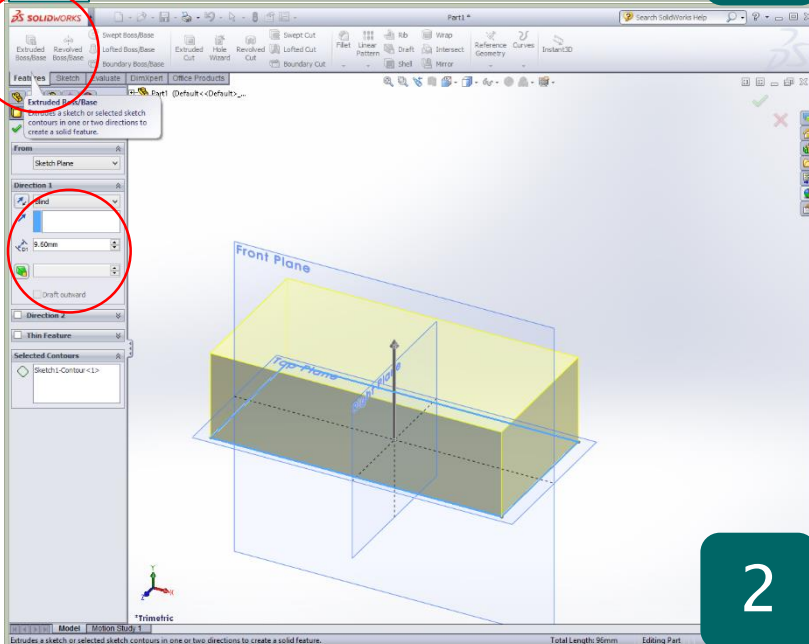 SOLIDWORKS
Part1 *
Search SolidWorks Help
Extruded Boss/Base
Revolved Boss/Base
Swept Boss/Base
Lofted Boss/Base
Boundary Boss/Base
Extruded Cut
Hole Wizard
Revolved Cut
Swept Cut
Lofted Cut
Boundary Cut
Fillet
Linear Pattern
Rib
Draft
Shell
Wrap
Intersect
Mirror
Reference Geometry
Curves
Instant3D
Features
Sketch
Evaluate
DimXpert
Office Products
Part1 (Default<<Default>_...
Extruded Boss/Base
Extrudes a sketch or selected sketch
contours in one or two directions to
create a solid feature.
From
Sketch Plane
Direction 1
Blind
D1
9.60mm
Draft outward
Direction 2
Thin Feature
Selected Contours
Sketch1-Contour<1>
Front Plane
Top Plane
Right Plane
Y
X
Z
*Trimetric
2
Model
Motion Study 1
Extrudes a sketch or selected sketch contours in one or two directions to create a solid feature.
Total Length: 96mm
Editing Part